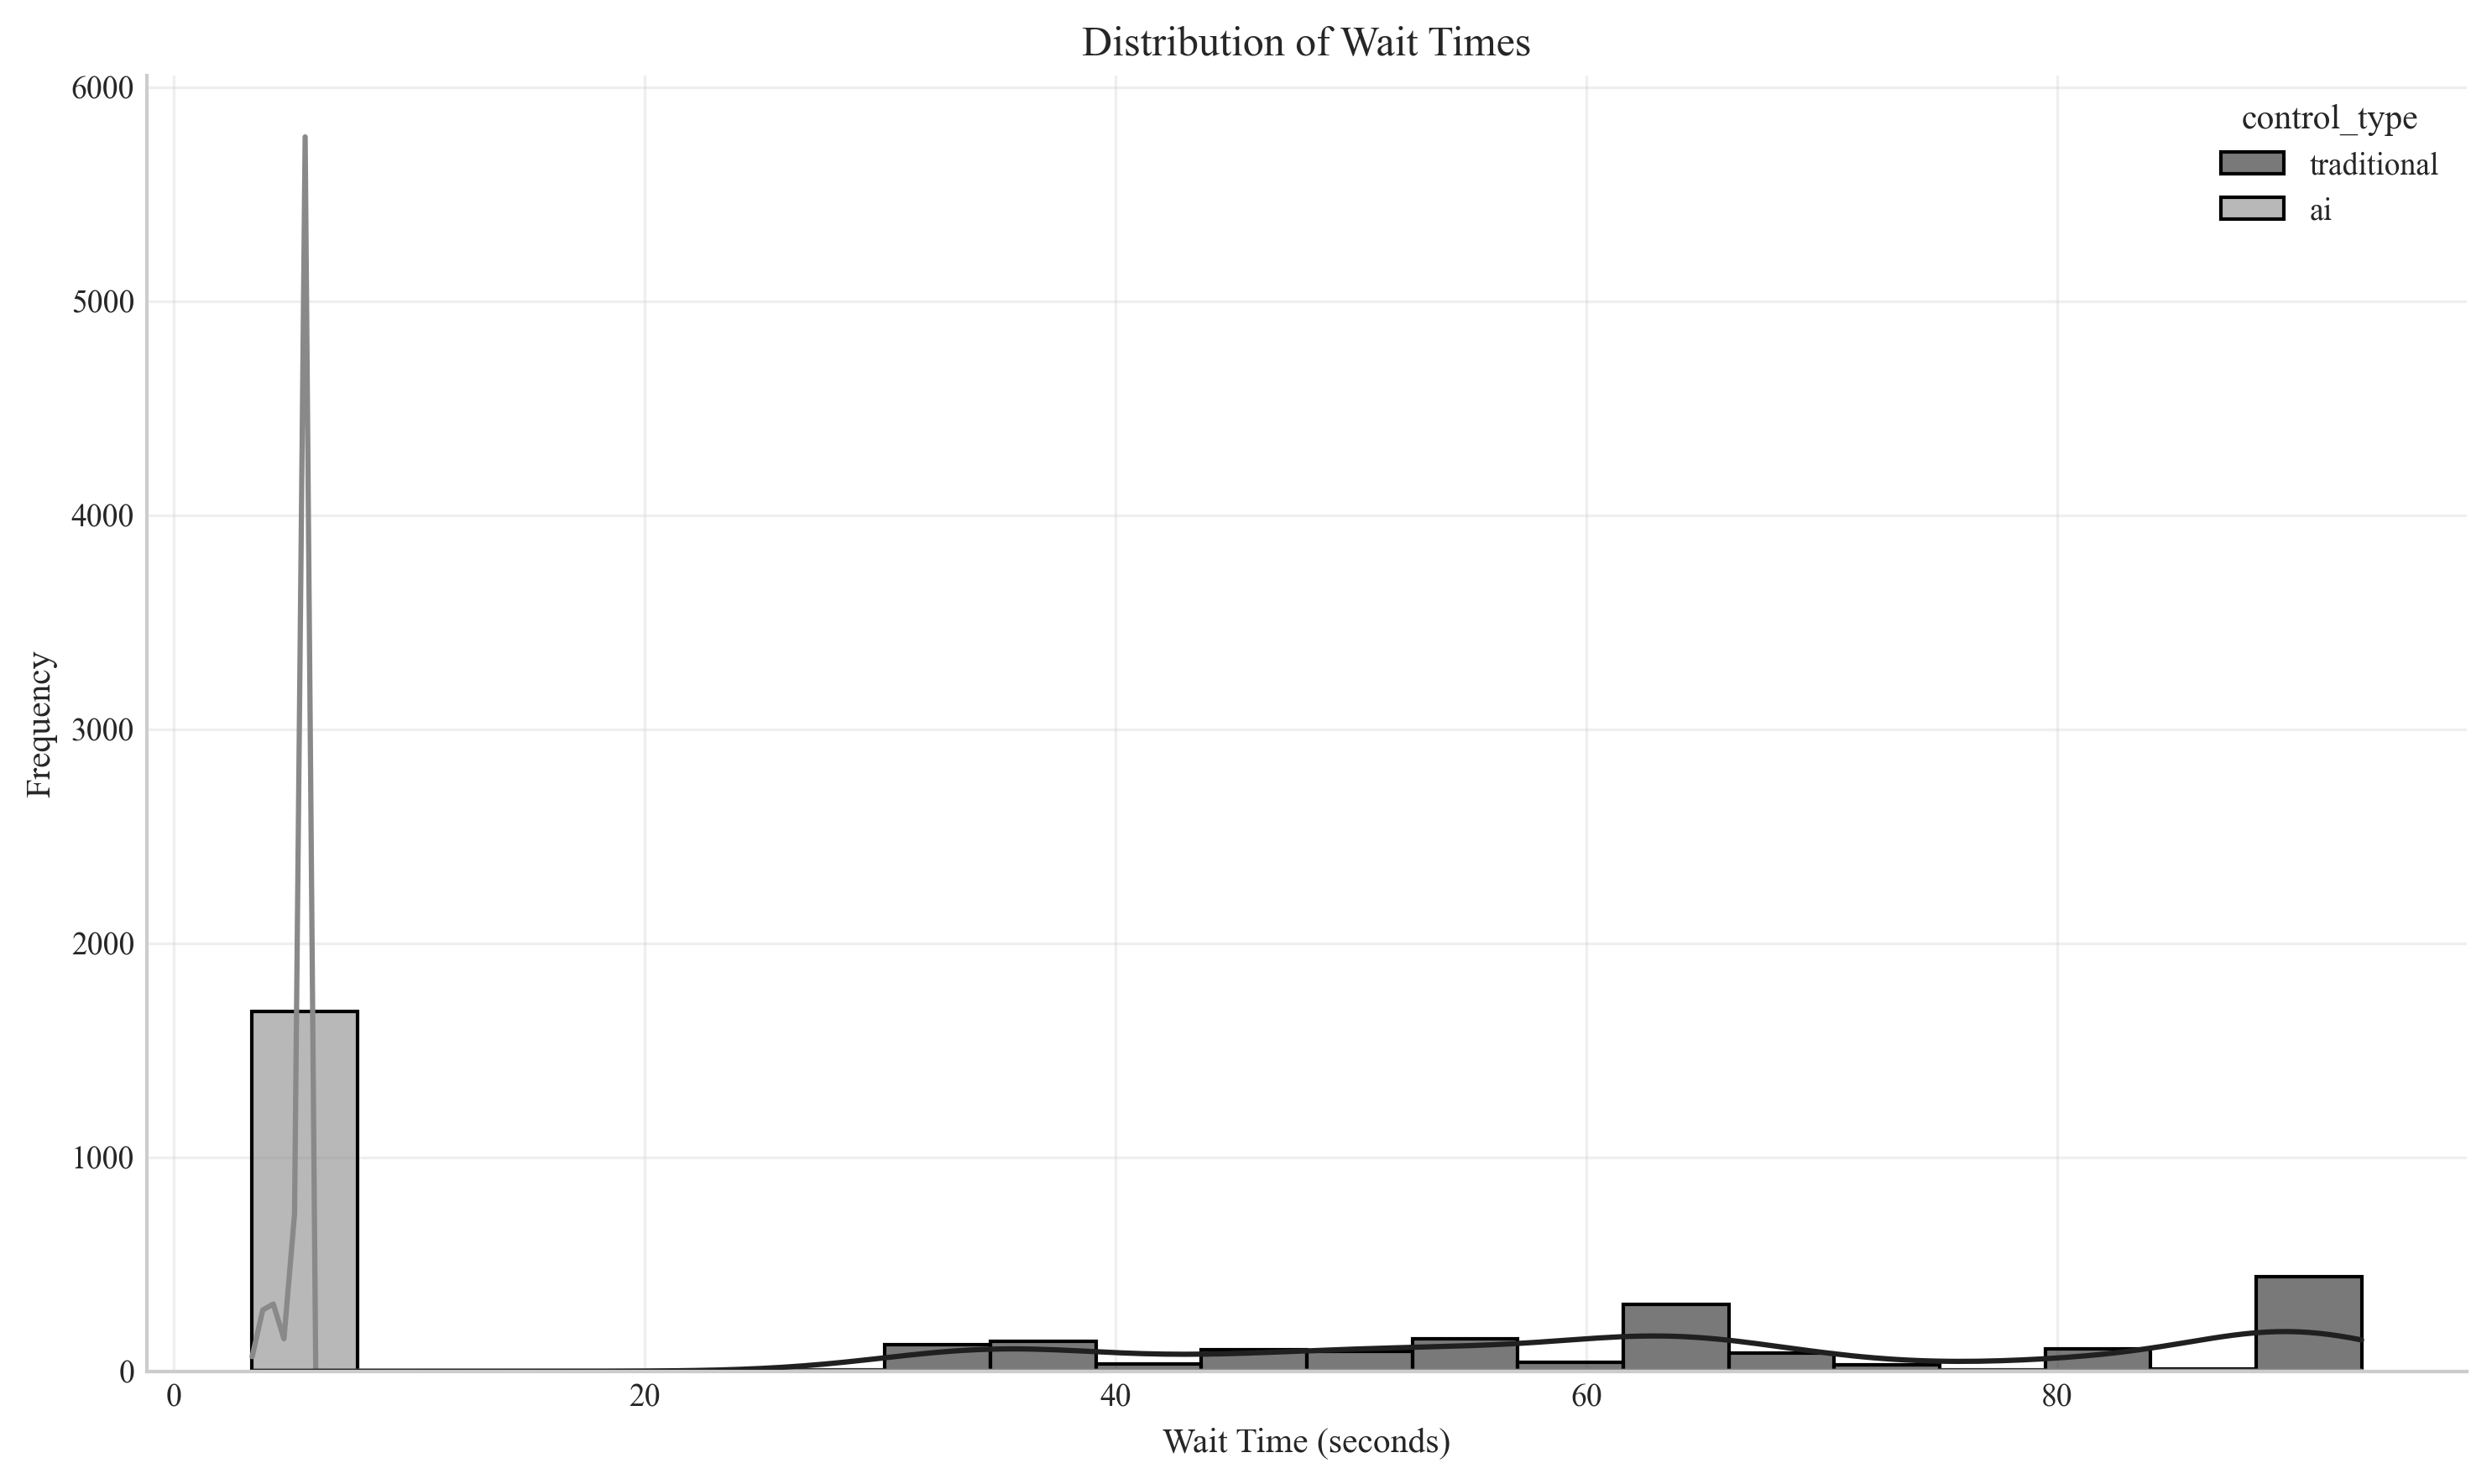 Distribution of Wait Times
6000
5000
4000
3000
2000
1000
0
Frequency
control_type
traditional
ai
0 20 40 60 80
Wait Time (seconds)